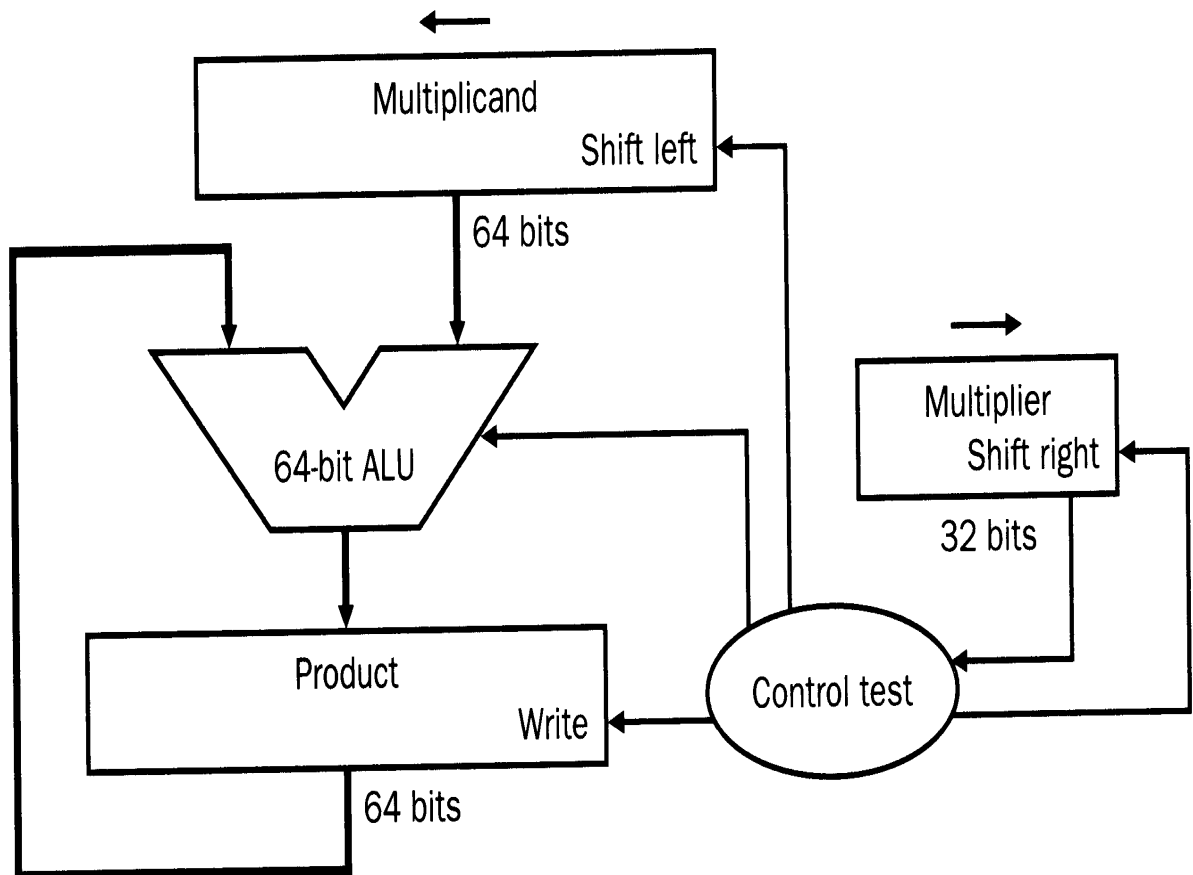 Multiplicand
Shift left
64 bits
64-bit ALU
Multiplier
Shift right
32 bits
Product
Write
Control test
64 bits